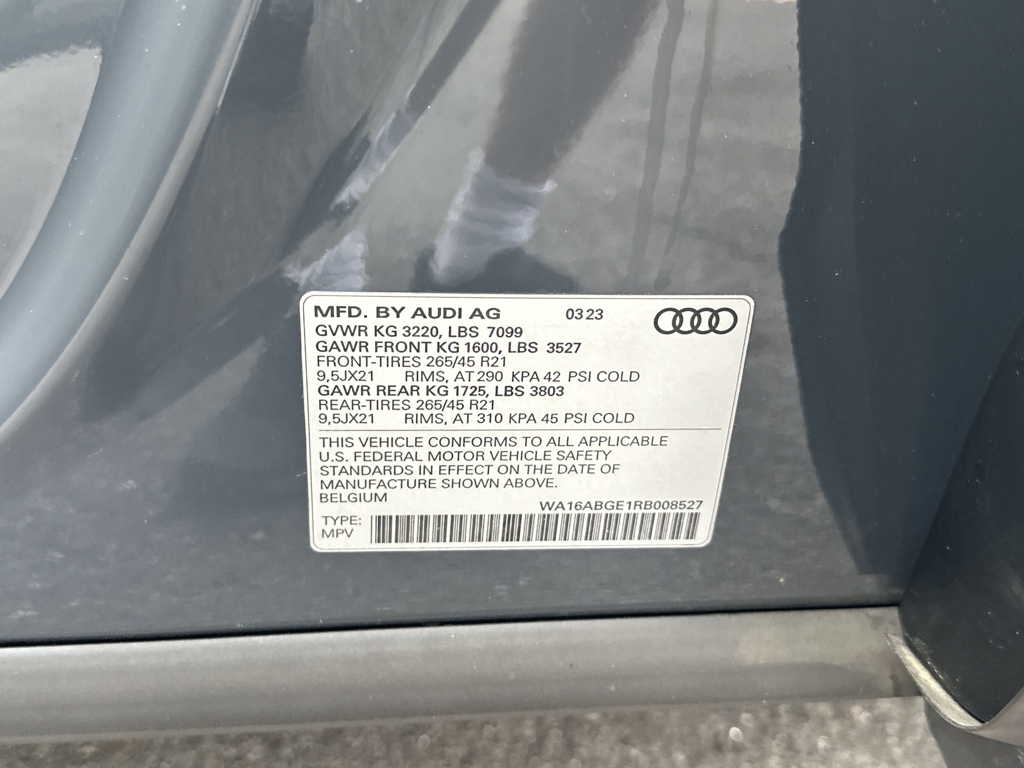 MFD. BY AUDI AG 03 23
GVWR KG 3220, LBS 7099
GAWR FRONT KG 1600, LBS 3527
FRONT-TIRES 265/45 R21
9,5JX21 RIMS, AT 290 KPA 42 PSI COLD
GAWR REAR KG 1725, LBS 3803
REAR-TIRES 265/45 R21
9,5JX21 RIMS, AT 310 KPA 45 PSI COLD
THIS VEHICLE CONFORMS TO ALL APPLICABLE
U.S. FEDERAL MOTOR VEHICLE SAFETY
STANDARDS IN EFFECT ON THE DATE OF
MANUFACTURE SHOWN ABOVE.
BELGIUM WA16ABGE1RB008527
TYPE:
MPV